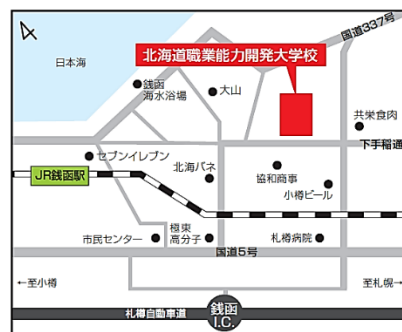 国道337号
日本海
北海道職業能力開発大学校
銭函
海水浴場
大山
共栄食肉
下手稲通
セブンイレブン
JR銭函駅
北海バネ
協和商事
小樽ビール
市民センター
極東
高分子
札樽病院
国道5号
←至小樽
至札幌→
札樽自動車道
銭函
I.C.